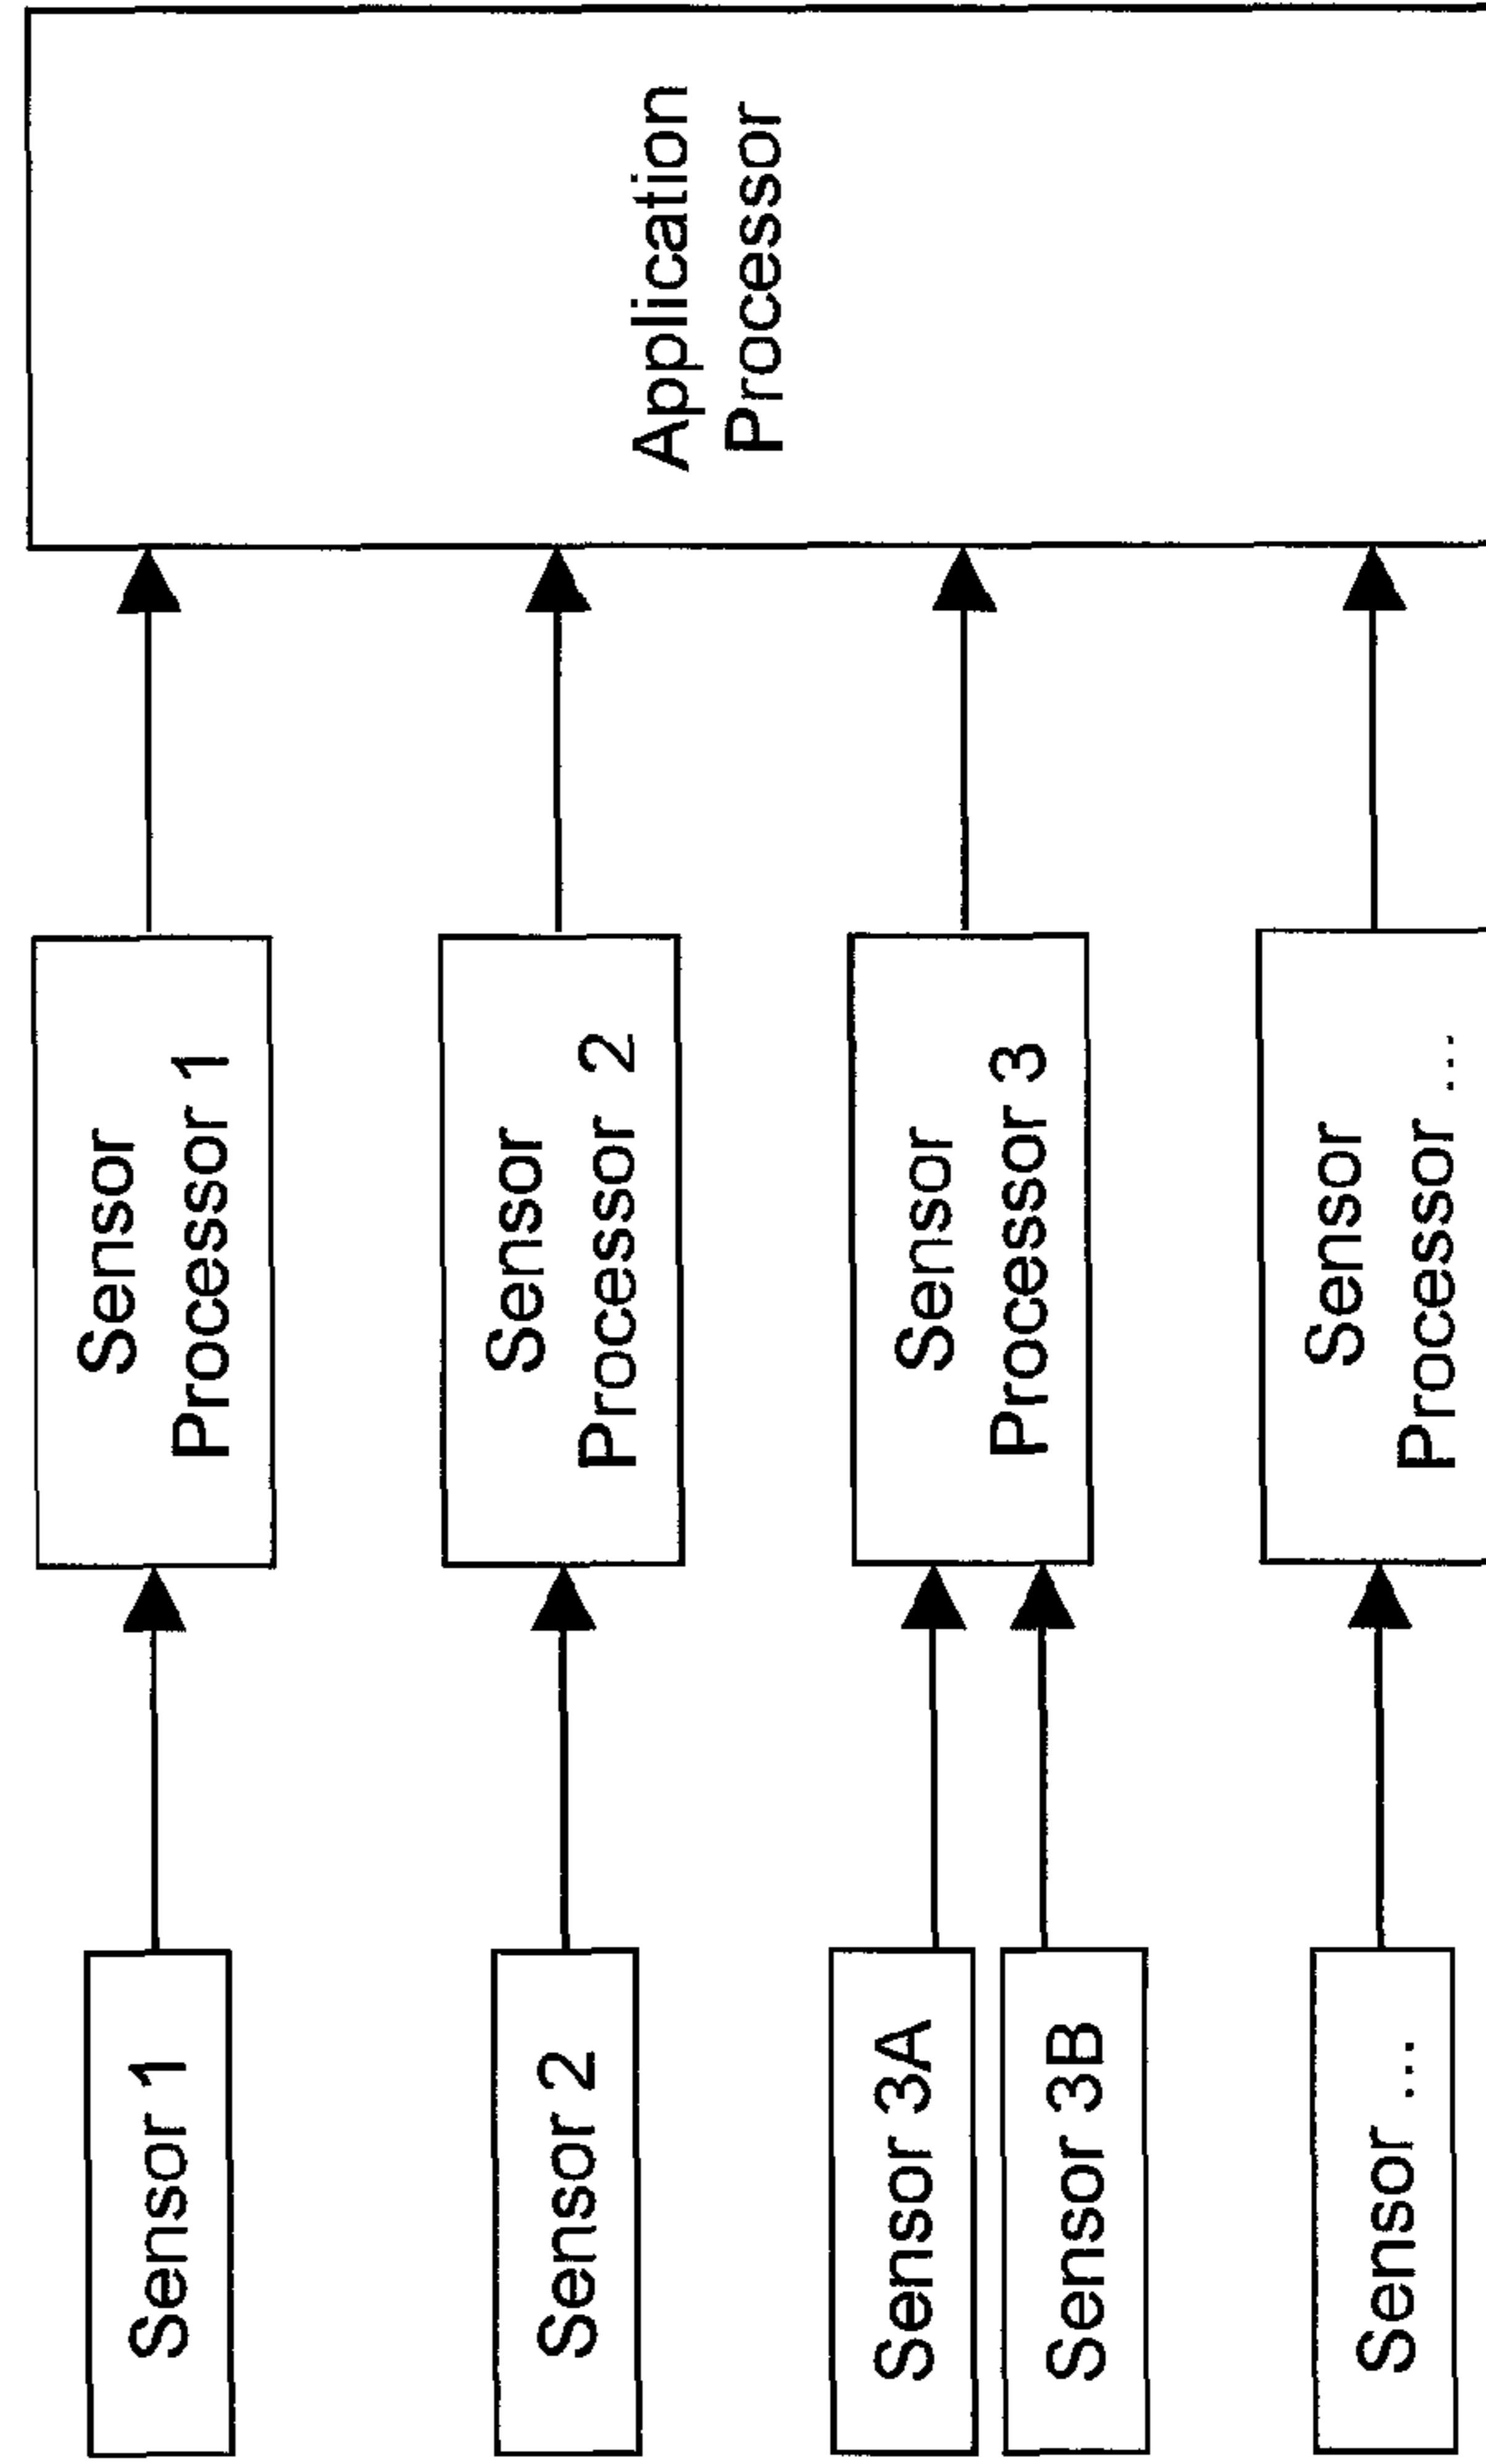 Sensor 1
Sensor
Processor 1
Sensor 2
Sensor
Processor 2
Sensor 3A
Sensor 3B
Sensor
Processor 3
Sensor ...
Sensor
Processor ...
Application
Processor